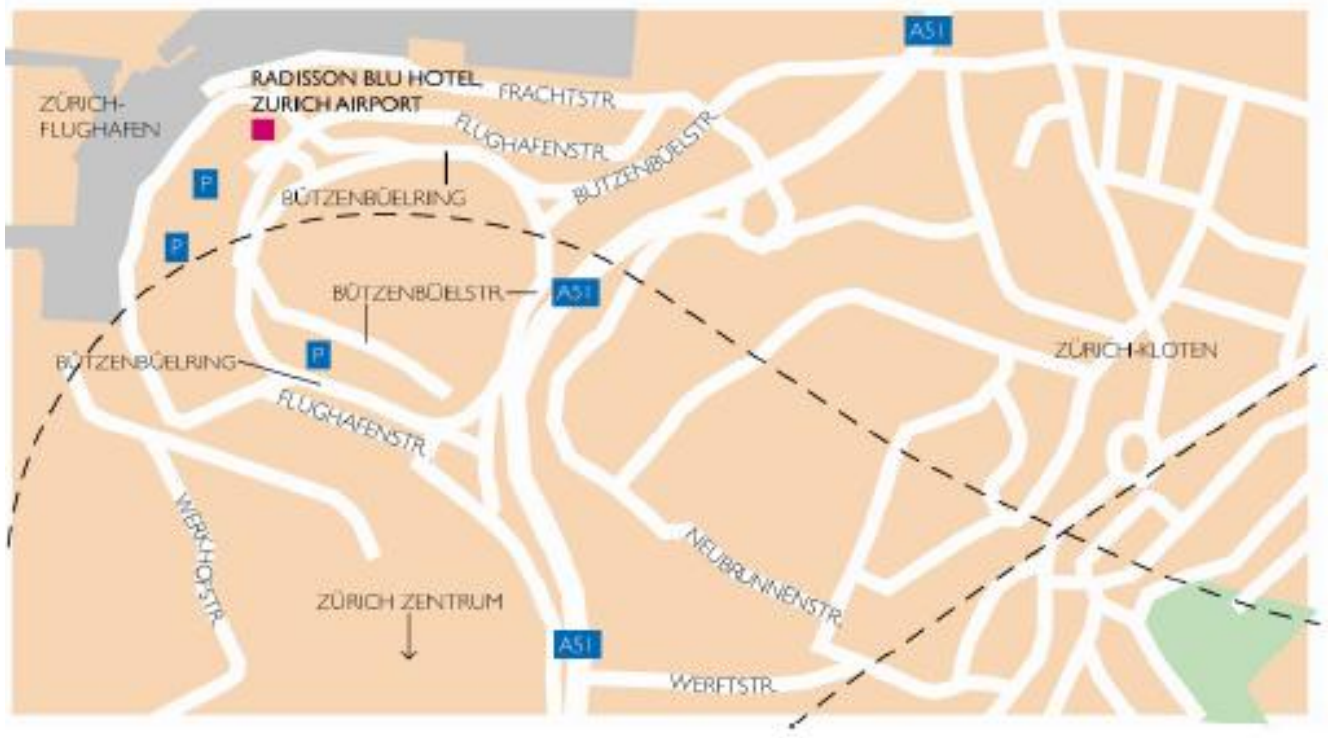 A51
RADISSON BLU HOTEL,
ZURICH AIRPORT
FRACHTSTR.
ZÜRICH-
FLUGHAFEN
FLUGHAFENSTR.
BÜTZENBÜELSTR.
P
BÜTZENBÜELRING
P
BÜTZENBÜELSTR.
A51
P
BÜTZENBÜELRING
ZÜRICH-KLOTEN
FLUGHAFENSTR.
WERKHOFSTR.
NEUBRUNNENSTR.
ZÜRICH ZENTRUM
A51
WERFTSTR.